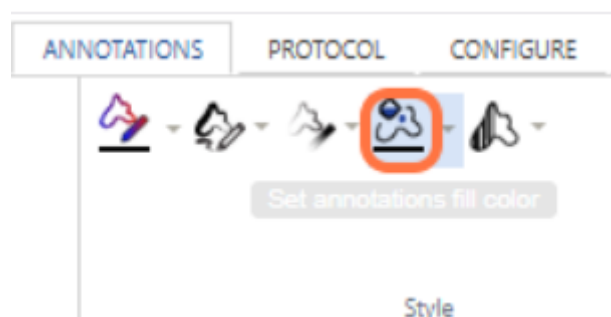 ANNOTATIONS PROTOCOL CONFIGURE
Set annotations fill color
Style